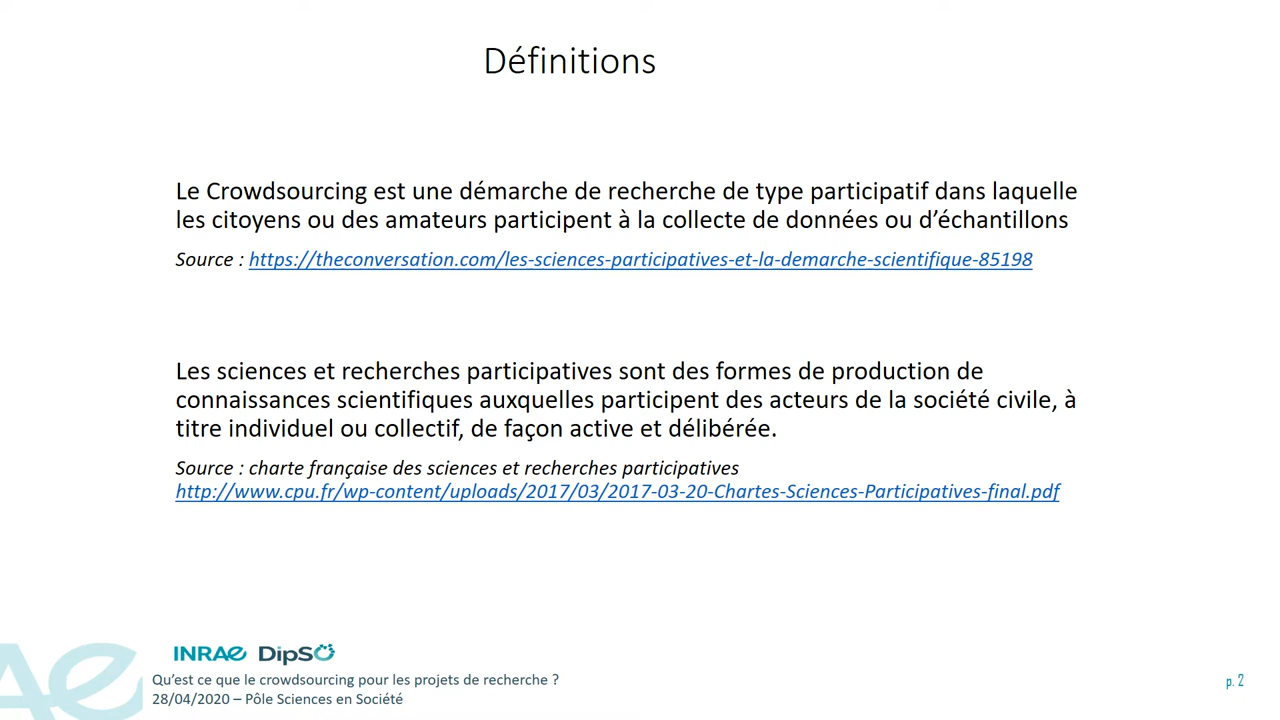 Définitions
Le Crowdsourcing est une démarche de recherche de type participatif dans laquelle
les citoyens ou des amateurs participent à la collecte de données ou d’échantillons
Source : https://theconversation.com/les-sciences-participatives-et-la-demarche-scientifique-85198
Les sciences et recherches participatives sont des formes de production de
connaissances scientifiques auxquelles participent des acteurs de la société civile, à
titre individuel ou collectif, de façon active et délibérée.
Source : charte française des sciences et recherches participatives
http://www.cpu.fr/wp-content/uploads/2017/03/2017-03-20-Chartes-Sciences-Participatives-final.pdf
INRAE DipSO
Qu’est ce que le crowdsourcing pour les projets de recherche ?
28/04/2020 – Pôle Sciences en Société
p. 2